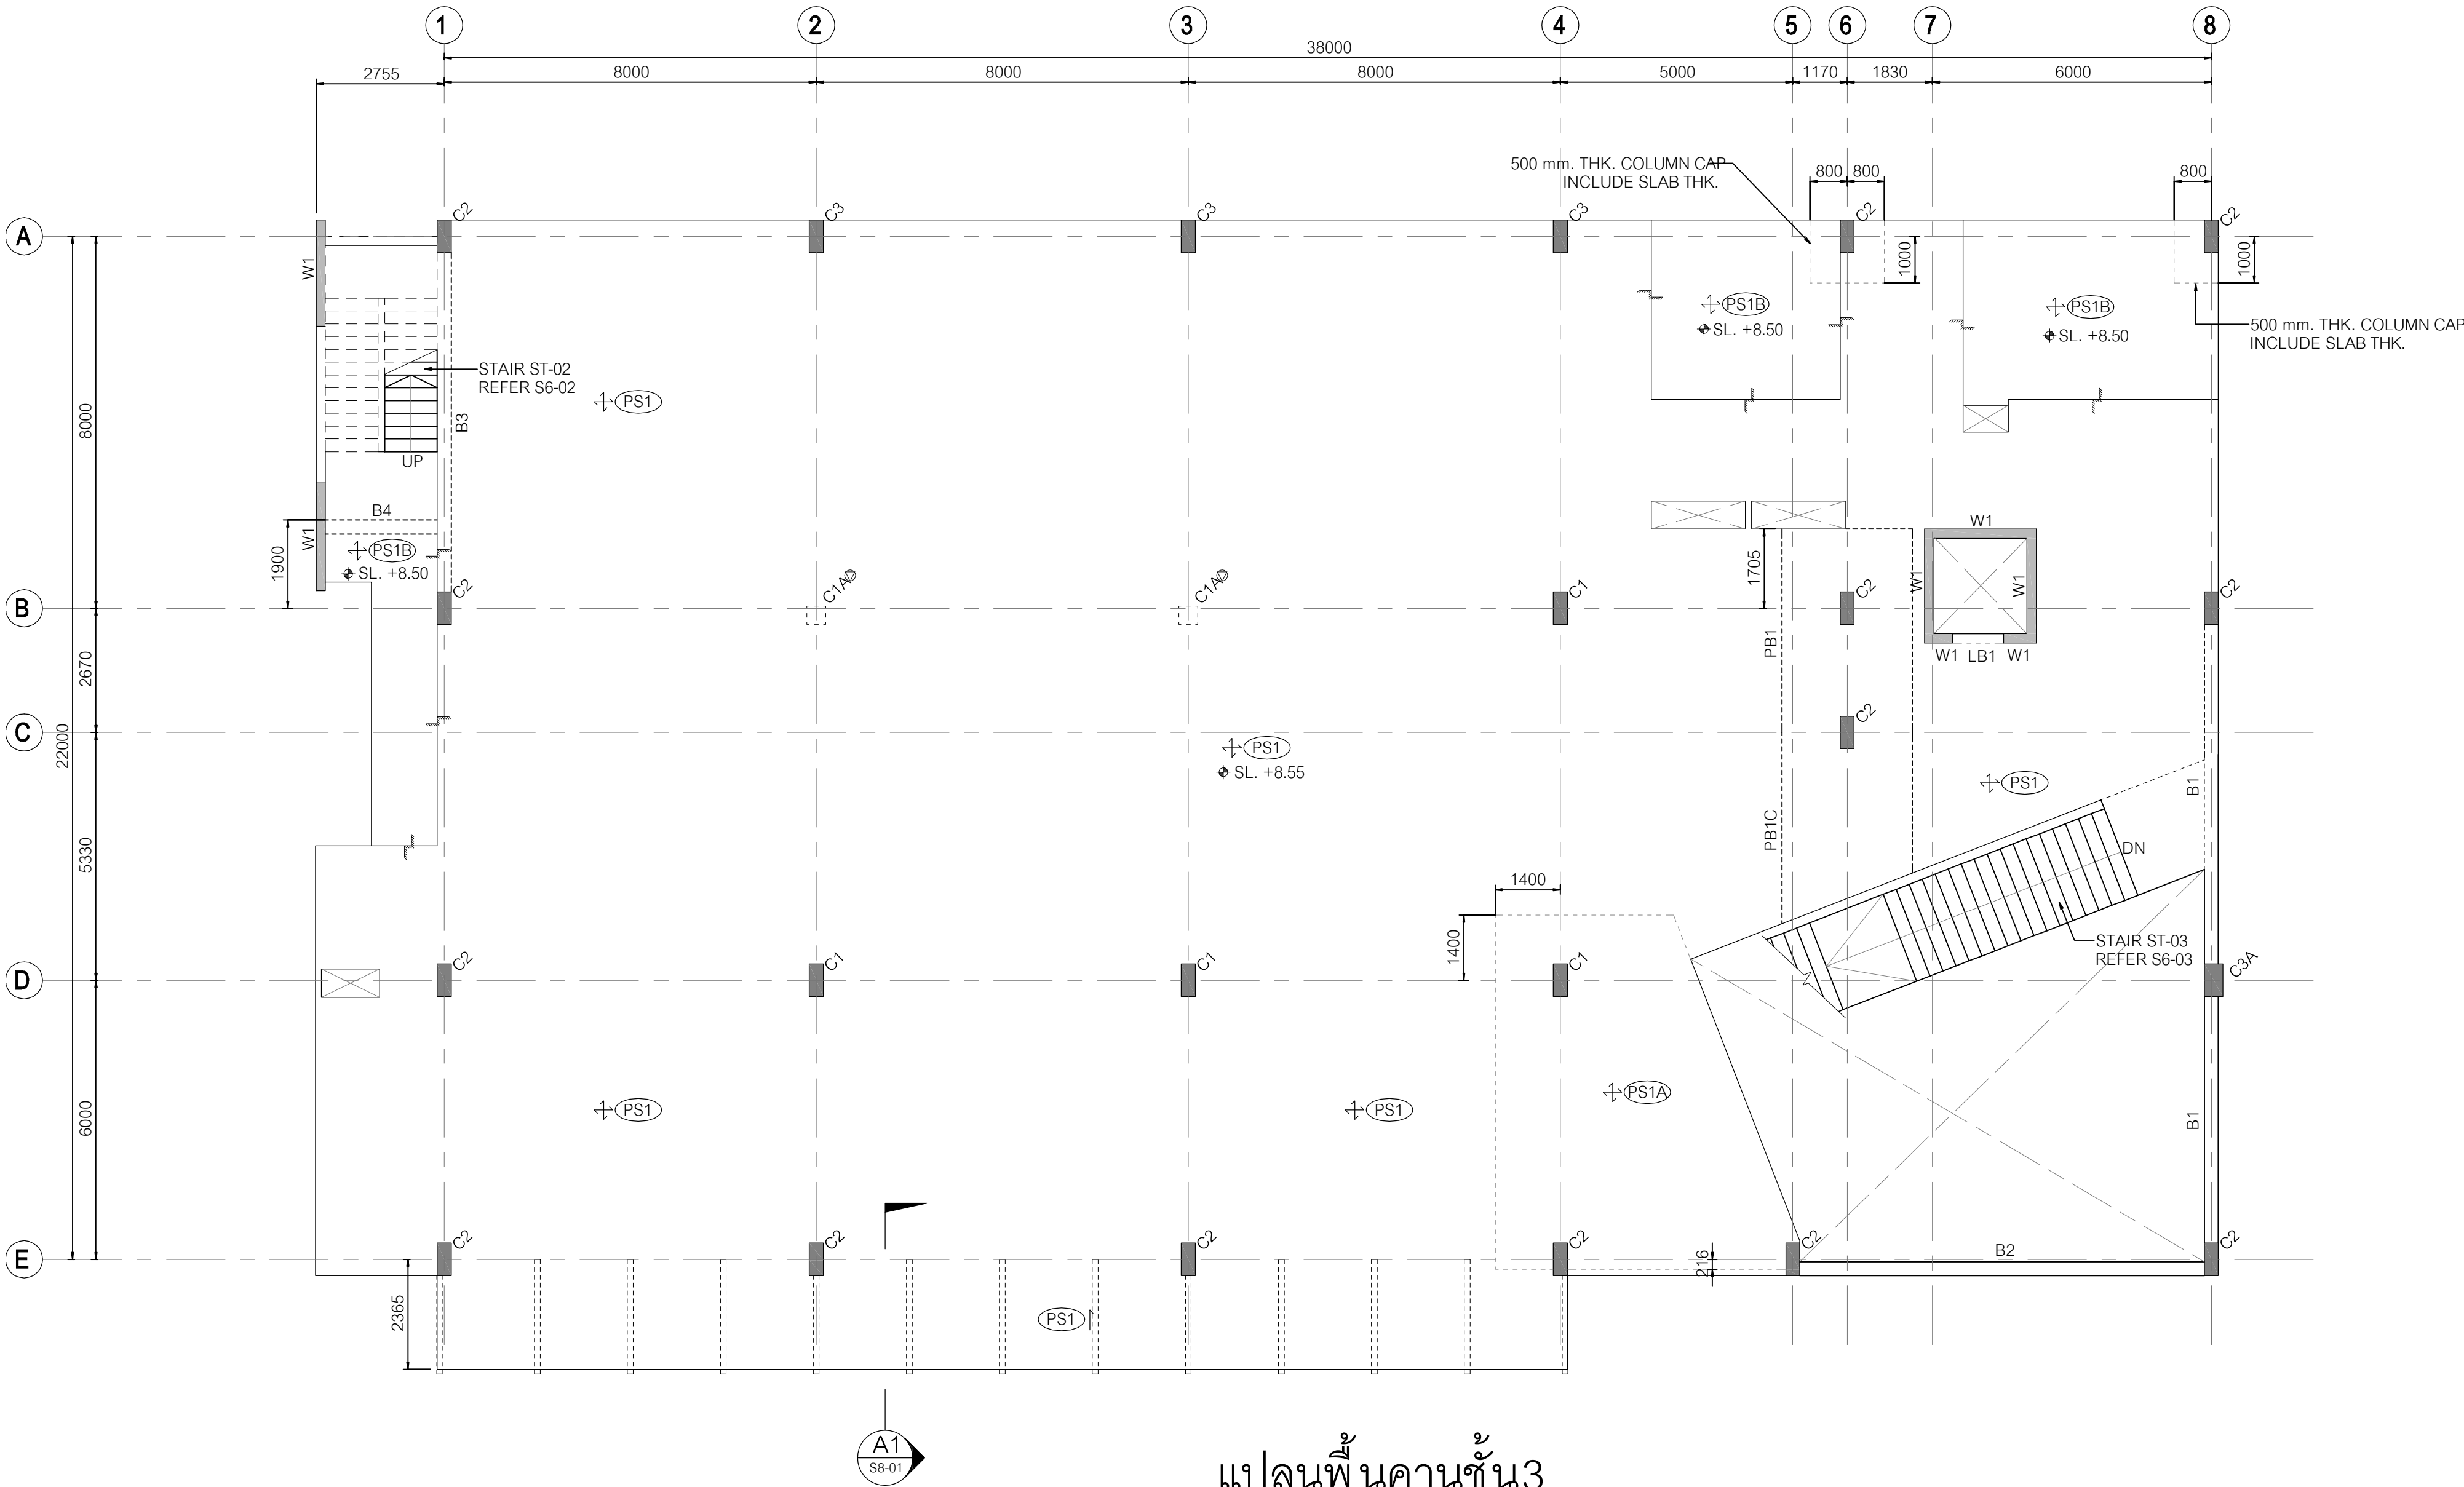 1
2
3
4
5
6
7
8
38000
2755
8000
8000
8000
5000
1170
1830
6000
500 mm. THK. COLUMN CAP
INCLUDE SLAB THK.
800
800
800
C2
C3
C3
C3
C2
C2
A
W1
1000
1000
PS1B
SL. +8.50
PS1B
SL. +8.50
500 mm. THK. COLUMN CAP
INCLUDE SLAB THK.
STAIR ST-02
REFER S6-02
8000
B3
PS1
UP
B4
W1
1900
PS1B
SL. +8.50
1705
W1
W1
W1
W1
LB1
W1
B
C2
C1A
C1A
C1
C2
C2
2670
PB1
C
22000
C2
PS1
SL. +8.55
PS1
B1
5330
PB1C
DN
1400
1400
STAIR ST-03
REFER S6-03
D
C2
C1
C1
C1
C3A
6000
PS1
PS1
PS1A
B1
E
C2
C2
C2
C2
C2
C2
B2
216
2365
PS1
A1
S8-01
แปลนพื้นคานชั้น3